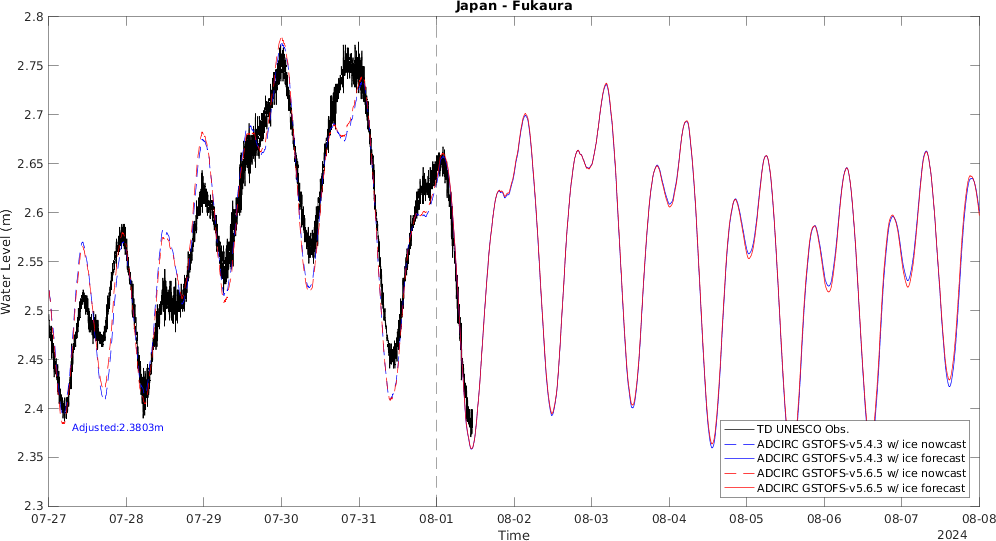 Japan - Fukaura
2.8
2.75
2.7
2.65
2.6
2.55
2.5
2.45
2.4
2.35
2.3
Water Level (m)
Adjusted:2.3803m
TD UNESCO Obs.
ADCIRC GSTOFS-v5.4.3 w/ ice nowcast
ADCIRC GSTOFS-v5.4.3 w/ ice forecast
ADCIRC GSTOFS-v5.6.5 w/ ice nowcast
ADCIRC GSTOFS-v5.6.5 w/ ice forecast
07-27 07-28 07-29 07-30 07-31 08-01 08-02 08-03 08-04 08-05 08-06 08-07 08-08
Time
2024